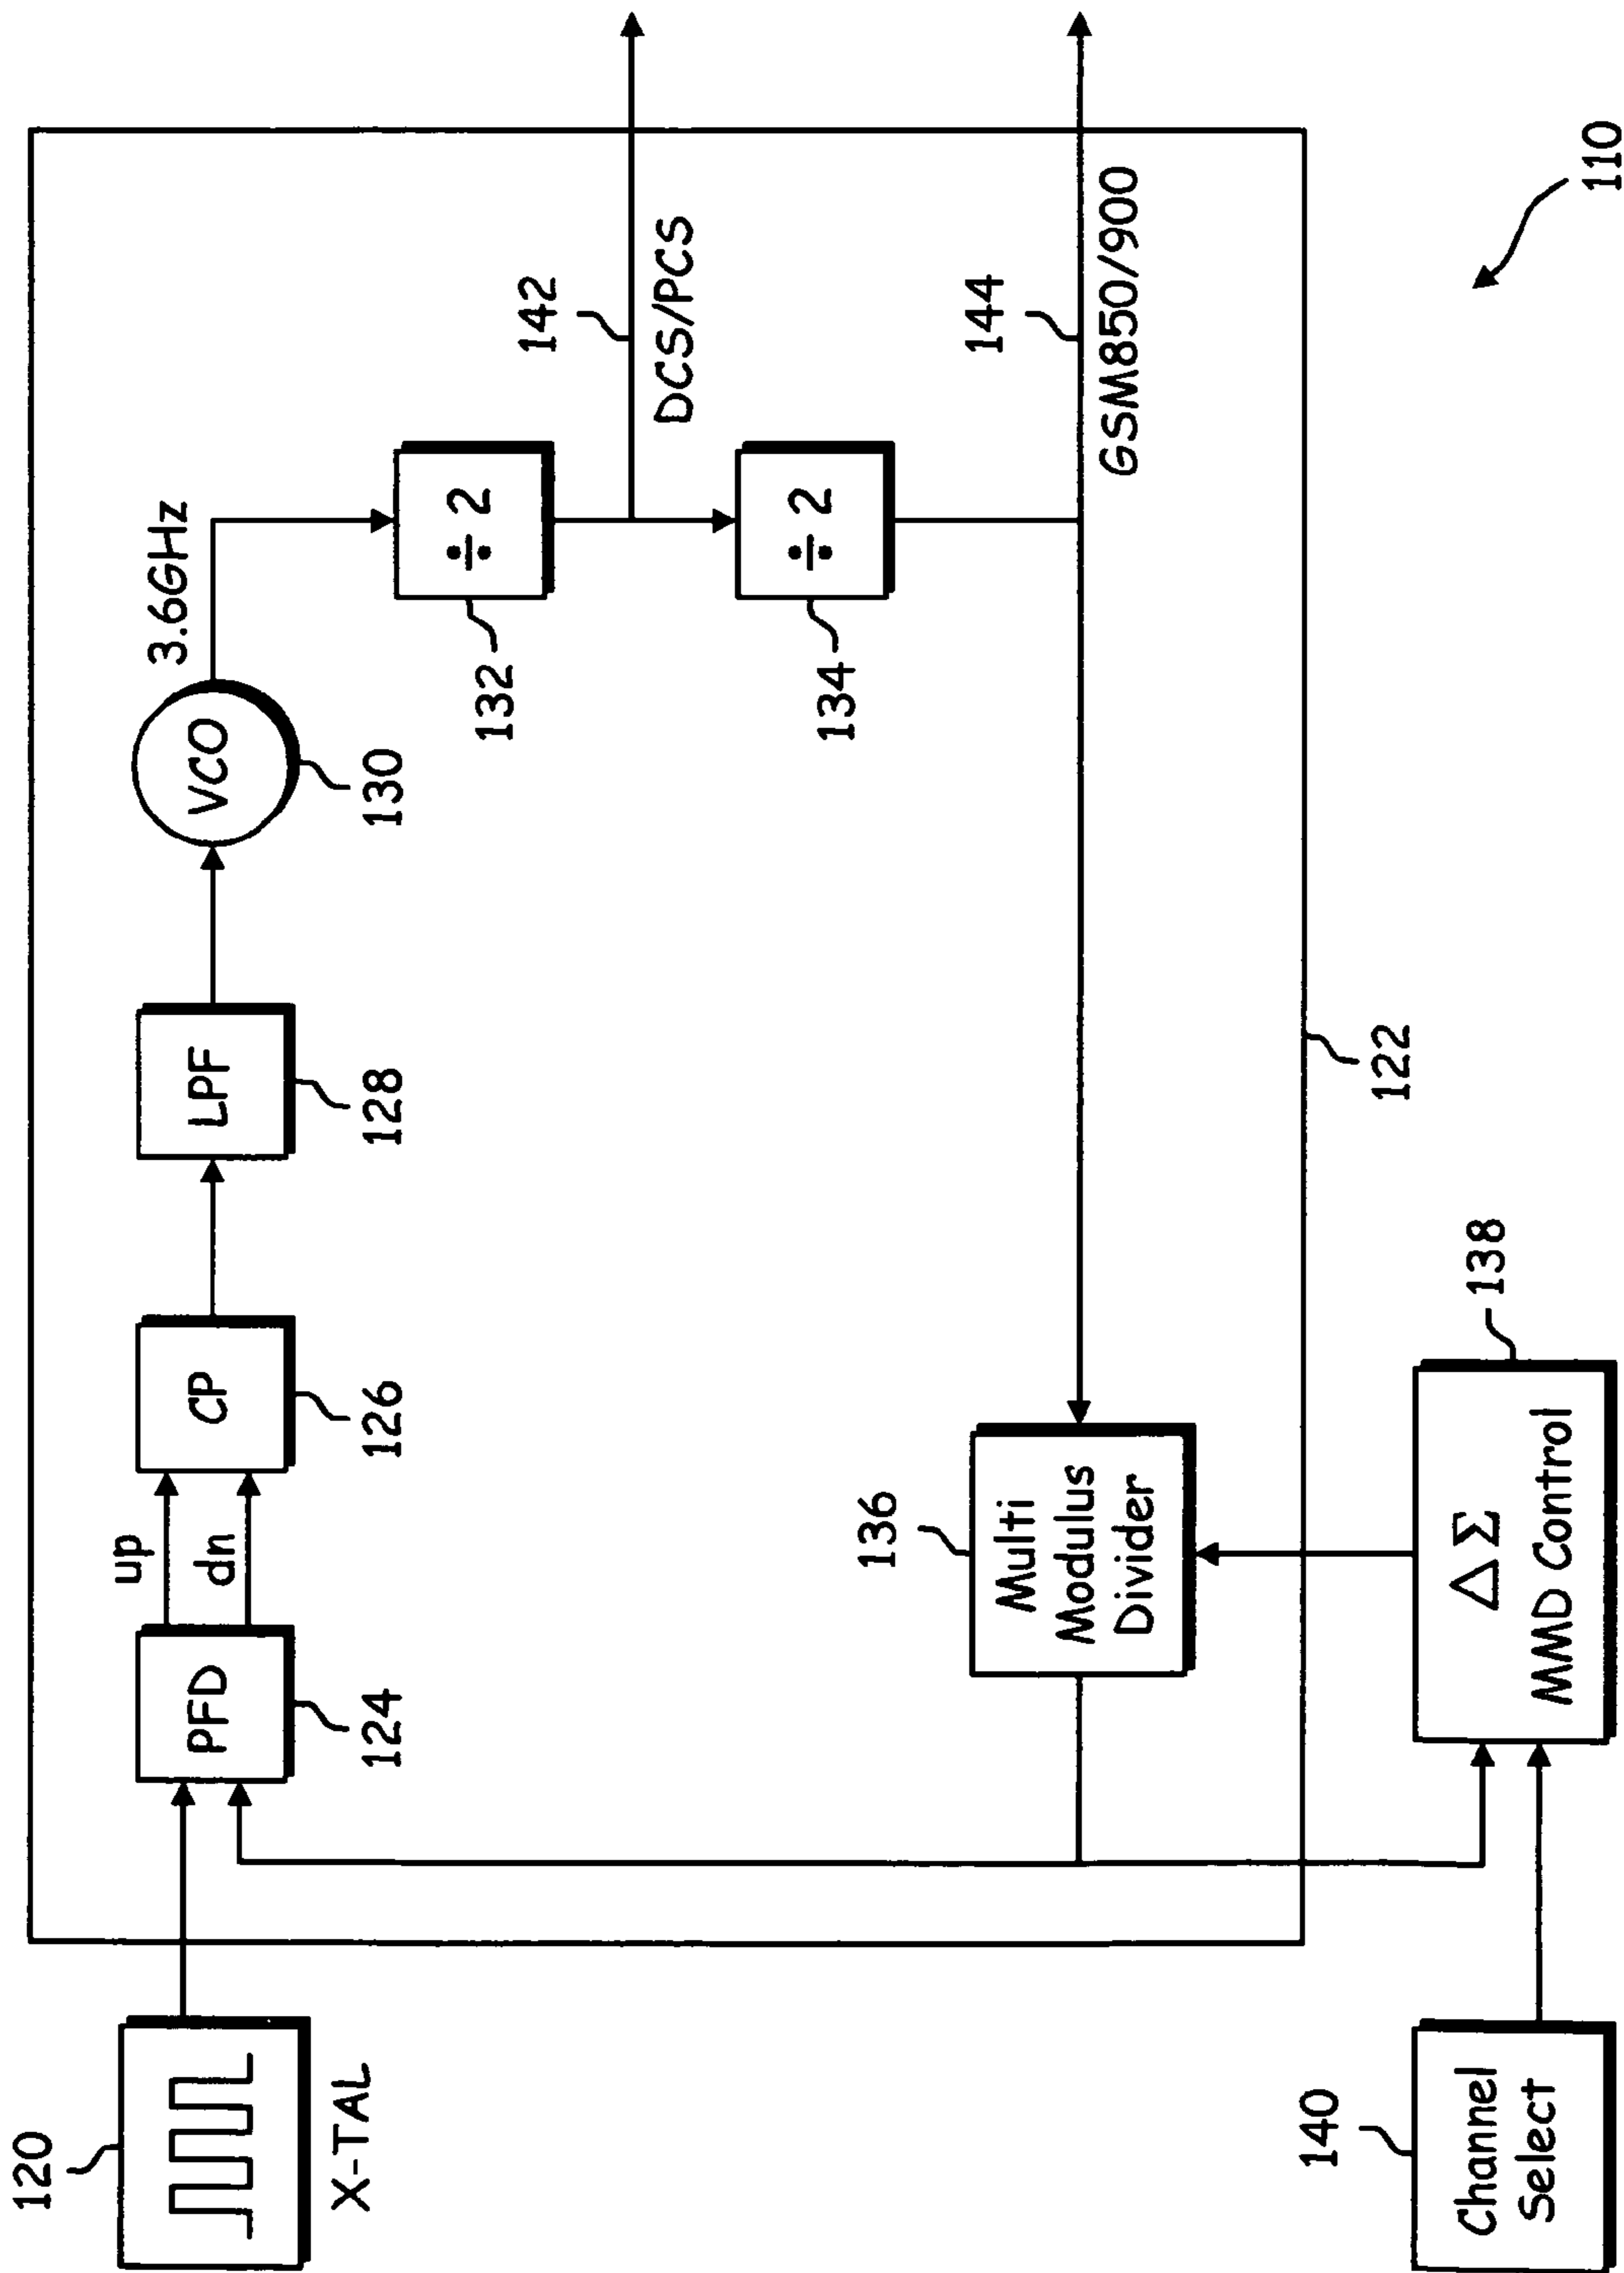 120
X-TAL
PFD
124
up
dn
CP
126
LPF
128
VCO
130
3.6GHz
÷ 2
132
142
DCS/PCS
÷ 2
134
144
GSM850/900
136
Multi
Modulus
Divider
122
140
Channel
Select
Δ Σ
MMD Control
138
110